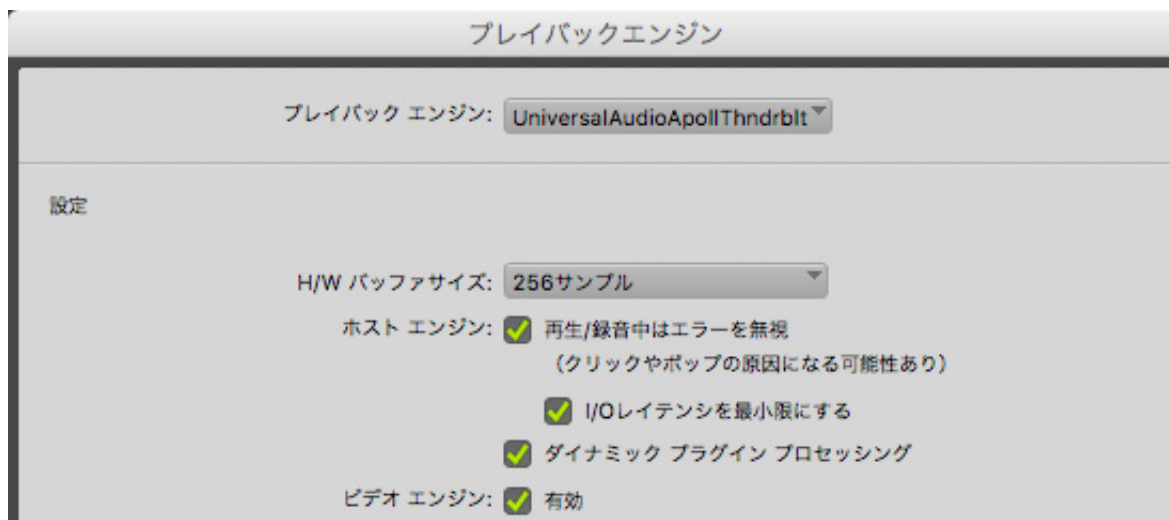 プレイバックエンジン
プレイバック エンジン: UniversalAudioApollThndrblt
設定
H/W バッファサイズ: 256サンプル
ホスト エンジン: 再生/録音中はエラーを無視
（クリックやポップの原因になる可能性あり）
I/Oレイテンシを最小限にする
ダイナミック プラグイン プロセッシング
ビデオ エンジン: 有効